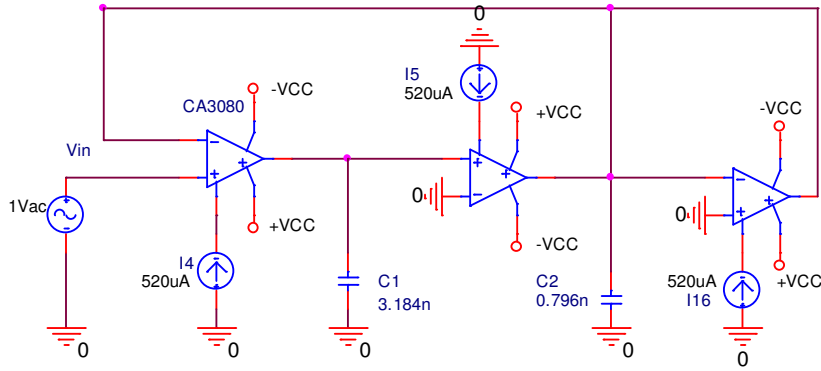 0
I5
520uA
-VCC
CA3080
+VCC
-VCC
Vin
−
+
+
+
+
−
−
+
+
1Vac
0
0
+VCC
-VCC
I4
520uA
C1
3.184n
C2
0.796n
520uA
I16
+VCC
0
0
0
0
0